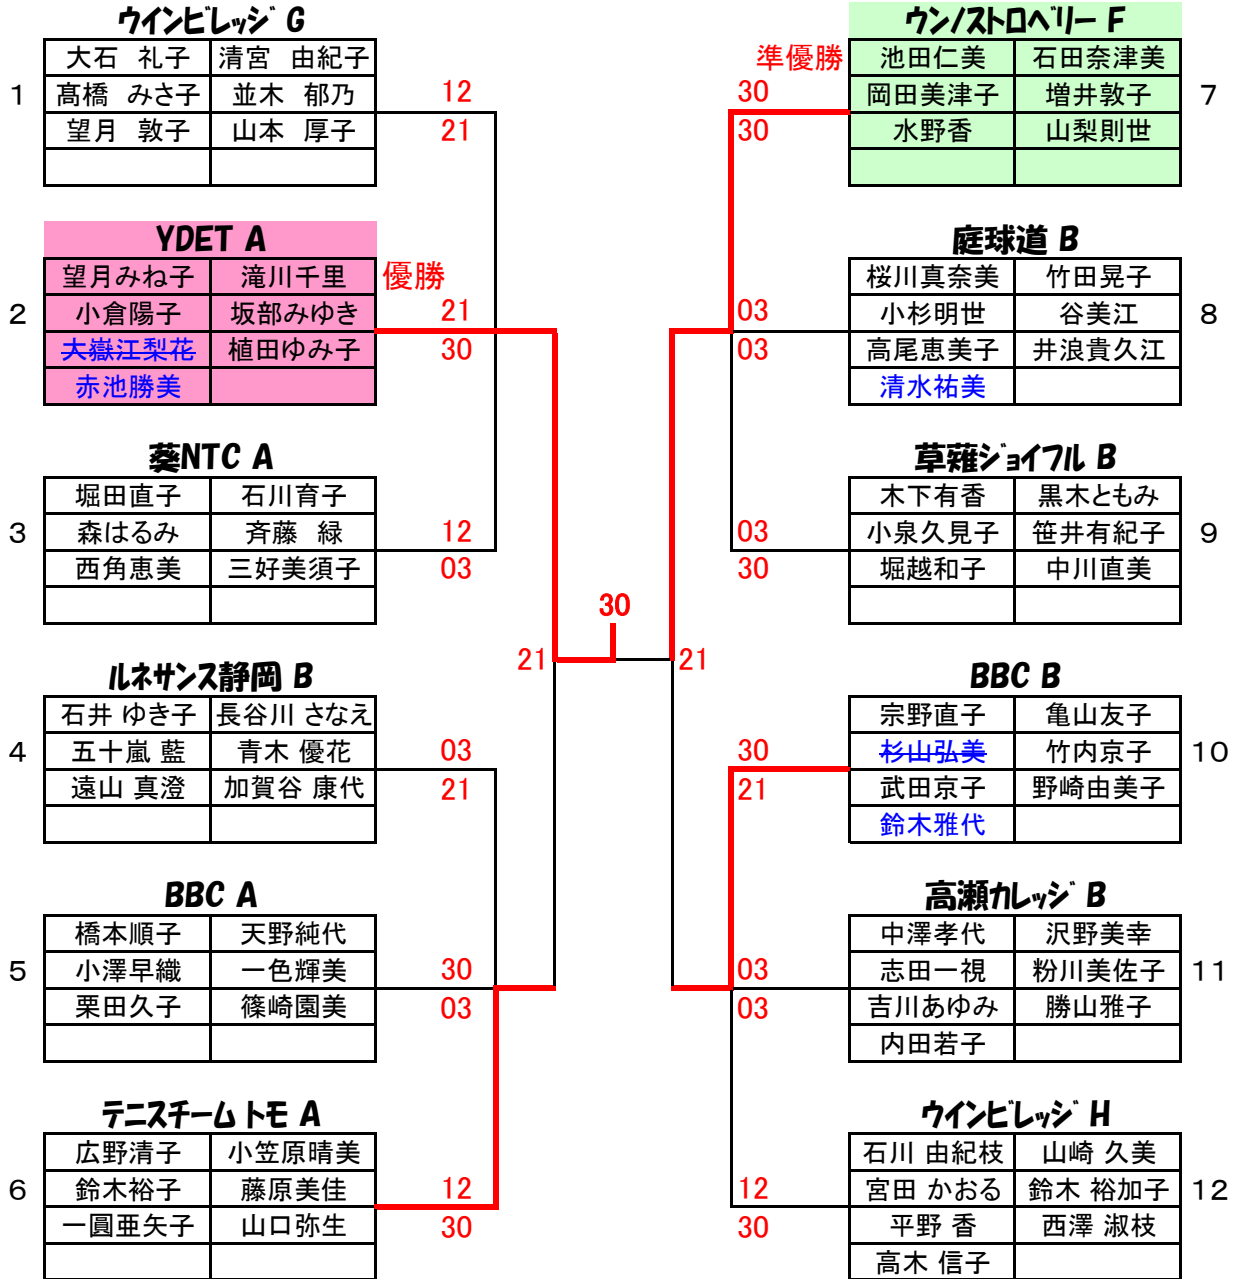 ウインビレッジ G
大石 礼子 清宮 由紀子
1 髙橋 みさ子 並木 郁乃 12
望月 敦子 山本 厚子 21
YDET A
望月みね子 滝川千里 優勝
2 小倉陽子 坂部みゆき 21
大嶽江梨花 植田ゆみ子 30
赤池勝美
葵NTC A
堀田直子 石川育子
3 森はるみ 斉藤 緑 12
西角恵美 三好美須子 03
ルネサンス静岡 B
石井 ゆき子 長谷川 さなえ
4 五十嵐 藍 青木 優花 03
遠山 真澄 加賀谷 康代 21
BBC A
橋本順子 天野純代
5 小澤早織 一色輝美 30
栗田久子 篠崎園美 03
テニスチーム トモ A
広野清子 小笠原晴美
6 鈴木裕子 藤原美佳 12
一圓亜矢子 山口弥生 30
30
21 21
ウン/ストロベリー F
準優勝 池田仁美 石田奈津美
30 岡田美津子 増井敦子 7
30 水野香 山梨則世
庭球道 B
桜川真奈美 竹田晃子
03 小杉明世 谷美江 8
03 高尾恵美子 井浪貴久江
清水祐美
草薙ジョイフル B
木下有香 黒木ともみ
03 小泉久見子 笹井有紀子 9
30 堀越和子 中川直美
BBC B
宗野直子 亀山友子
30 杉山弘美 竹内京子 10
21 武田京子 野崎由美子
鈴木雅代
高瀬カレッジ B
中澤孝代 沢野美幸
03 志田一視 粉川美佐子 11
03 吉川あゆみ 勝山雅子
内田若子
ウインビレッジ H
石川 由紀枝 山崎 久美
12 宮田 かおる 鈴木 裕加子 12
30 平野 香 西澤 淑枝
高木 信子